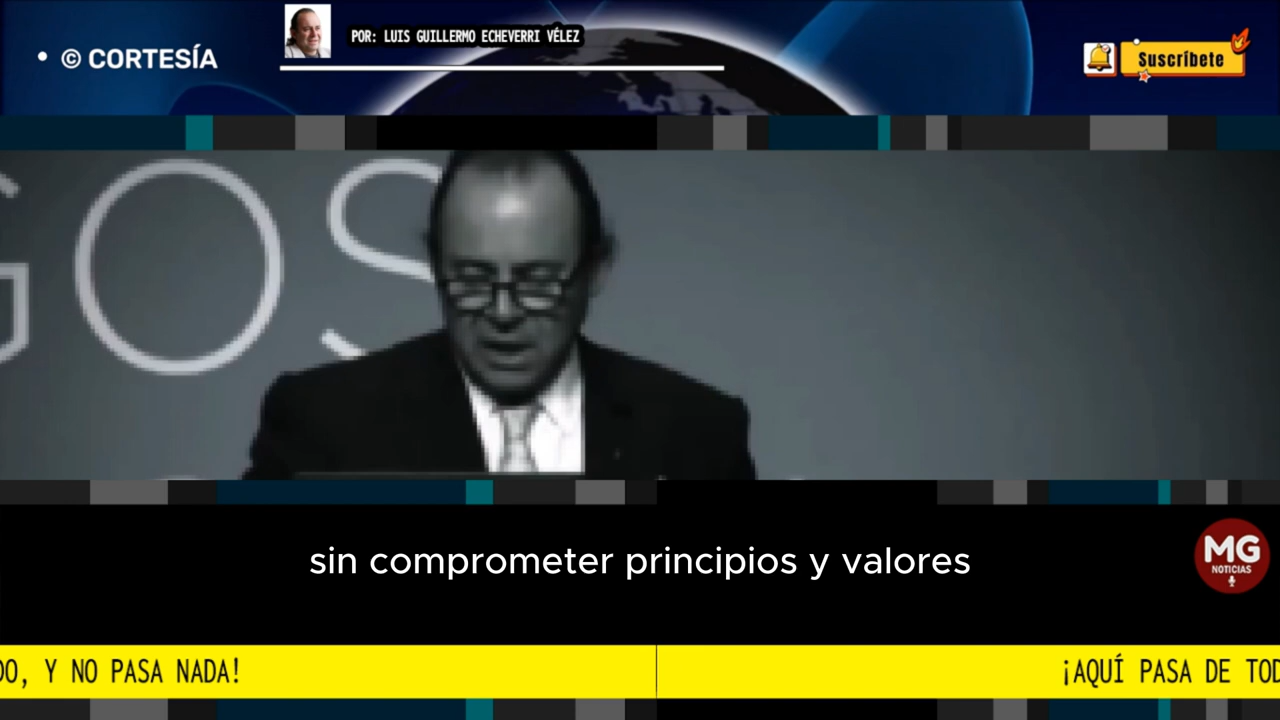 © CORTESÍA
POR: LUIS GUILLERMO ECHEVERRI VÉLEZ
Suscríbete
GOS
sin comprometer principios y valores
MG
NOTICIAS
DO, Y NO PASA NADA!
¡AQUÍ PASA DE TOD